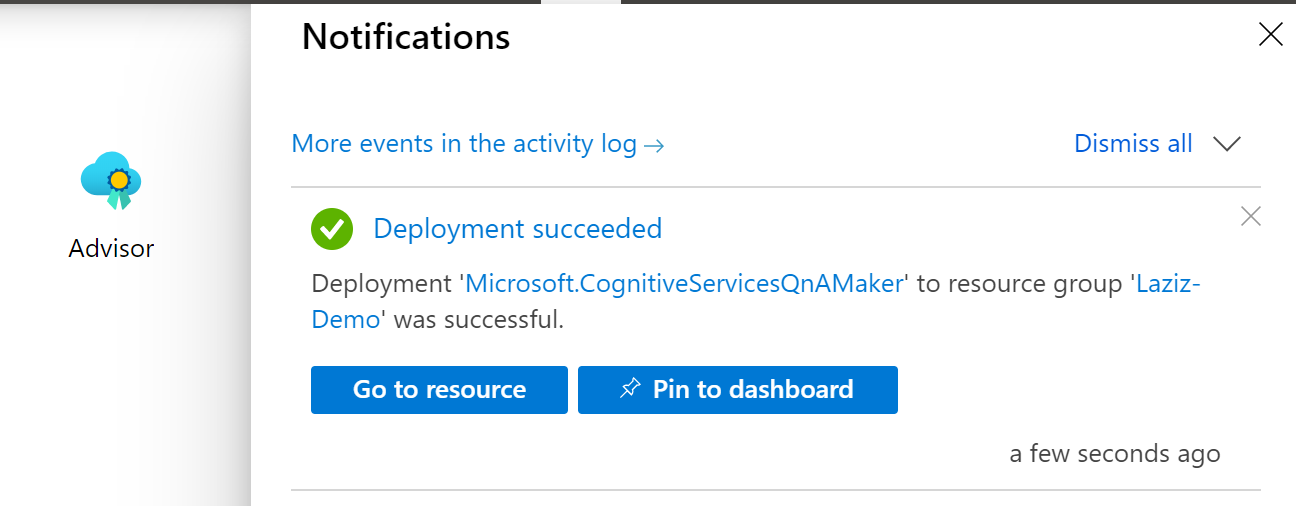 Notifications
More events in the activity log →
Dismiss all
Advisor
Deployment succeeded
Deployment 'Microsoft.CognitiveServicesQnAMaker' to resource group 'Laziz-
Demo' was successful.
Go to resource
Pin to dashboard
a few seconds ago